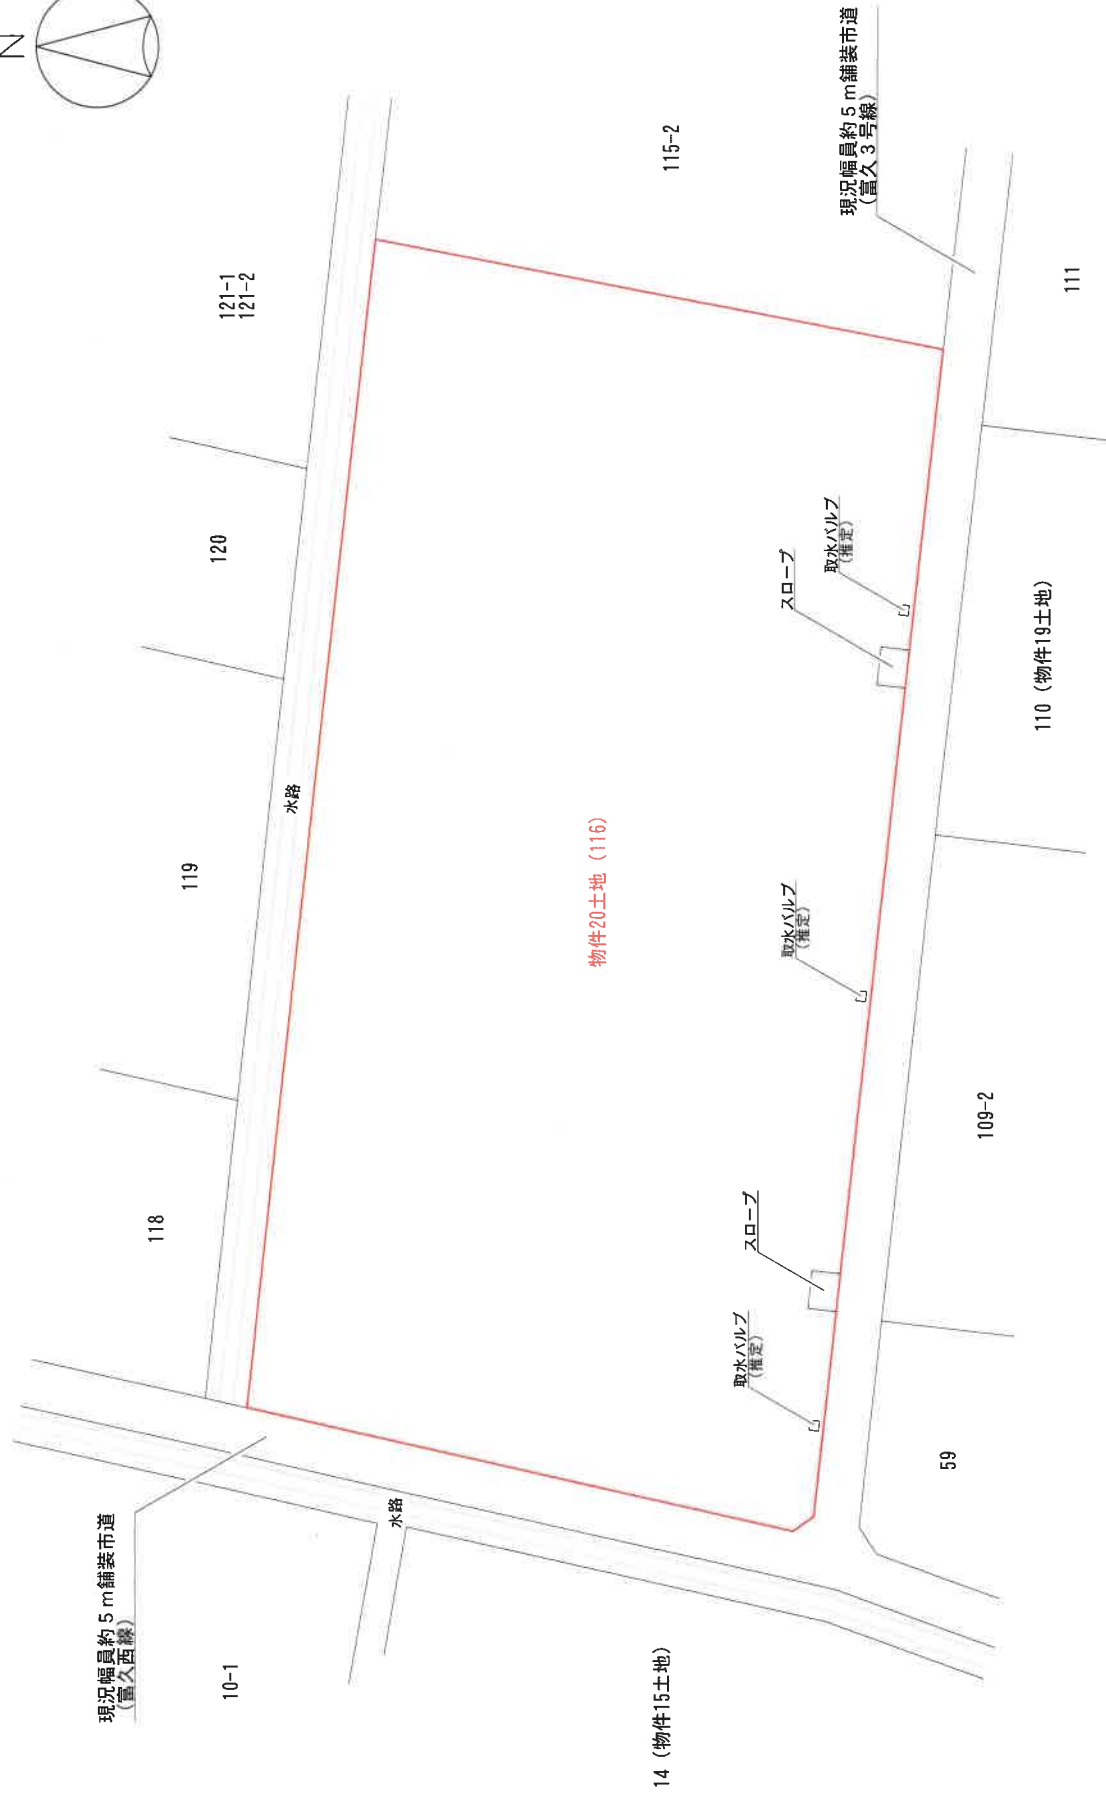 N
現況幅員約5m舗装市道
(富久3号線)
115-2
121-1
121-2
111
120
取水バルブ
(推定)
スロープ
110 (物件19土地)
水路
119
物件20土地 (116)
取水バルブ
(推定)
109-2
118
スロープ
取水バルブ
(推定)
59
水路
現況幅員約5m舗装市道
(富久西線)
10-1
14 (物件15土地)